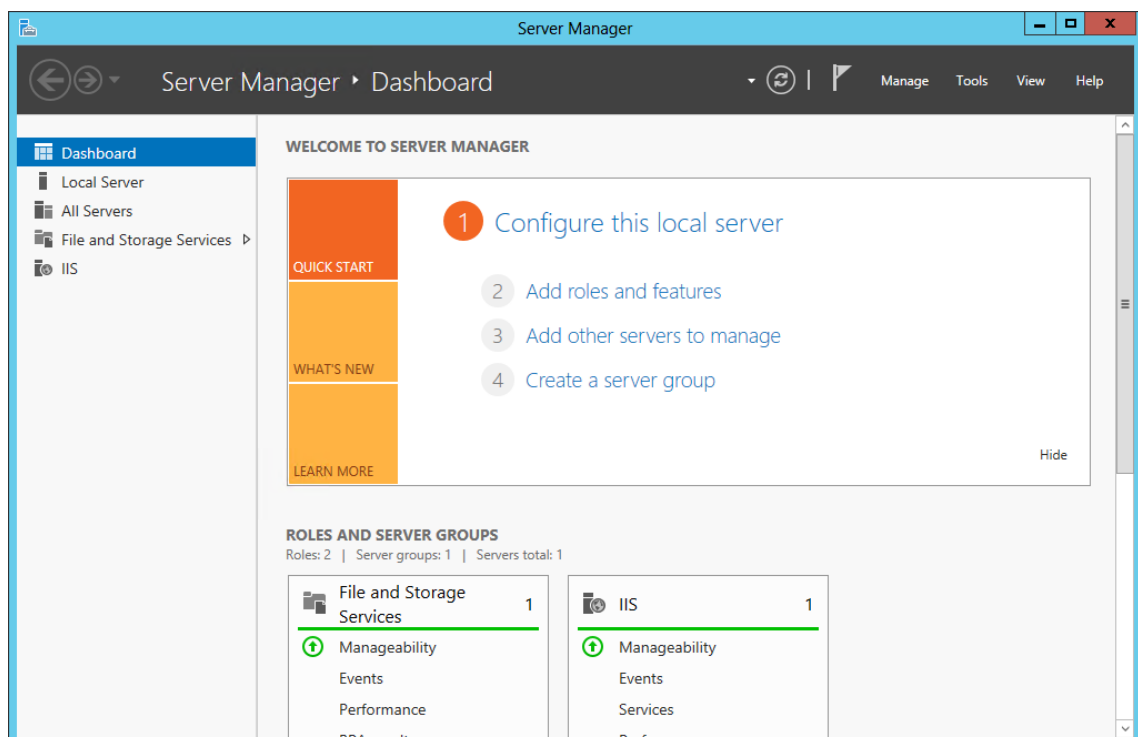 Server Manager
Server Manager ‣ Dashboard
Manage Tools View Help
Dashboard
Local Server
All Servers
File and Storage Services
IIS
WELCOME TO SERVER MANAGER
QUICK START
WHAT'S NEW
LEARN MORE
1 Configure this local server
2 Add roles and features
3 Add other servers to manage
4 Create a server group
Hide
ROLES AND SERVER GROUPS
Roles: 2 | Server groups: 1 | Servers total: 1
File and Storage
Services
1
Manageability
Events
Performance
IIS 1
Manageability
Events
Services